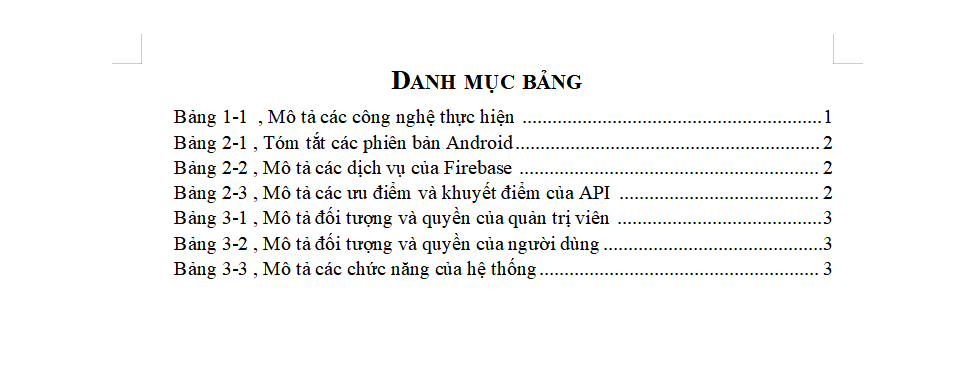 DANH MỤC BẢNG
Bảng 1-1 , Mô tả các công nghệ thực hiện ............................................................1
Bảng 2-1 , Tóm tắt các phiên bản Android............................................................. 2
Bảng 2-2 , Mô tả các dịch vụ của Firebase ............................................................ 2
Bảng 2-3 , Mô tả các ưu điểm và khuyết điểm của API ........................................ 2
Bảng 3-1 , Mô tả đối tượng và quyền của quản trị viên ........................................3
Bảng 3-2 , Mô tả đối tượng và quyền của người dùng ...........................................3
Bảng 3-3 , Mô tả các chức năng của hệ thống........................................................ 3